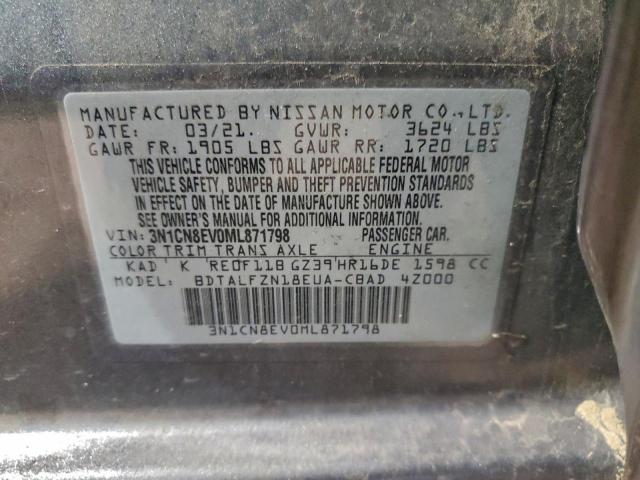 MANUFACTURED BY NISSAN MOTOR CO., LTD.
DATE: 03/21. GVWR: 3624 LBS
GAWR FR: 1905 LBS GAWR RR: 1720 LBS
THIS VEHICLE CONFORMS TO ALL APPLICABLE FEDERAL MOTOR
VEHICLE SAFETY, BUMPER AND THEFT PREVENTION STANDARDS
IN EFFECT ON THE DATE OF MANUFACTURE SHOWN ABOVE.
SEE OWNER'S MANUAL FOR ADDITIONAL INFORMATION.
VIN: 3N1CN8EV0ML871798 PASSENGER CAR.
COLOR TRIM TRANS AXLE ENGINE
KAD K RE0F11B GZ39 HR16DE 1598 CC
MODEL: BDTALFZN18EUA-CBAD 4Z000
3N1CN8EV0ML871798